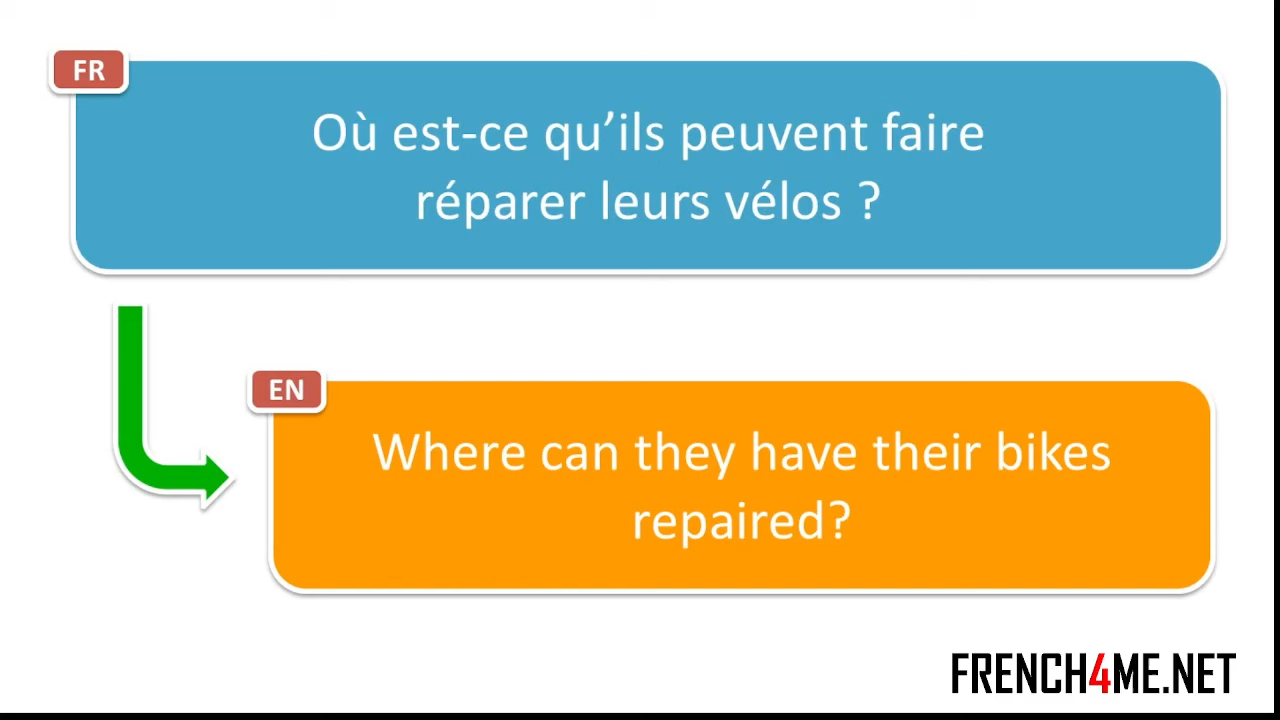 FR
Où est-ce qu’ils peuvent faire
réparer leurs vélos ?
EN
Where can they have their bikes
repaired?
FRENCH4ME.NET